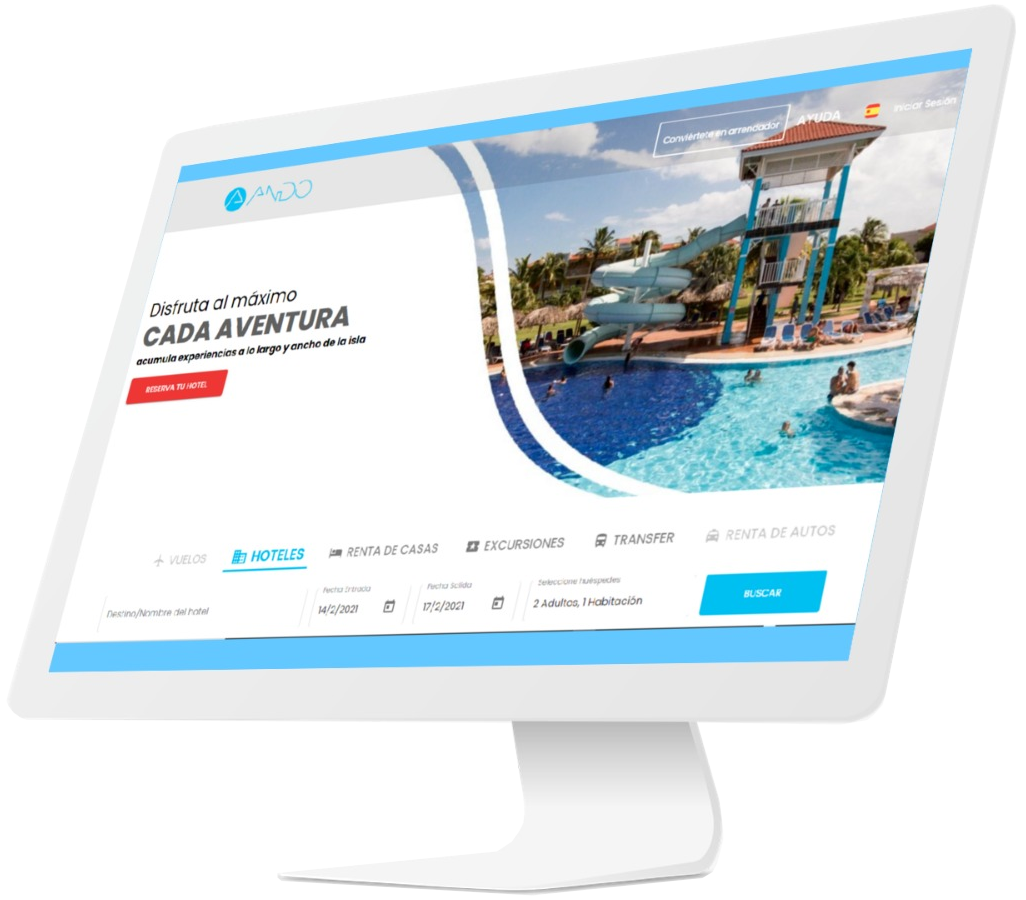 Conviértete en arrendador
AYUDA
Iniciar Sesión
ANDO
Disfruta al máximo
CADA AVENTURA
acumula experiencias a lo largo y ancho de la isla
RESERVA TU HOTEL
VUELOS
HOTELES
RENTA DE CASAS
EXCURSIONES
TRANSFER
RENTA DE AUTOS
Destino/Nombre del hotel
Fecha Entrada
14/2/2021
Fecha Salida
17/2/2021
Seleccione Huéspedes
2 Adultos, 1 Habitación
BUSCAR